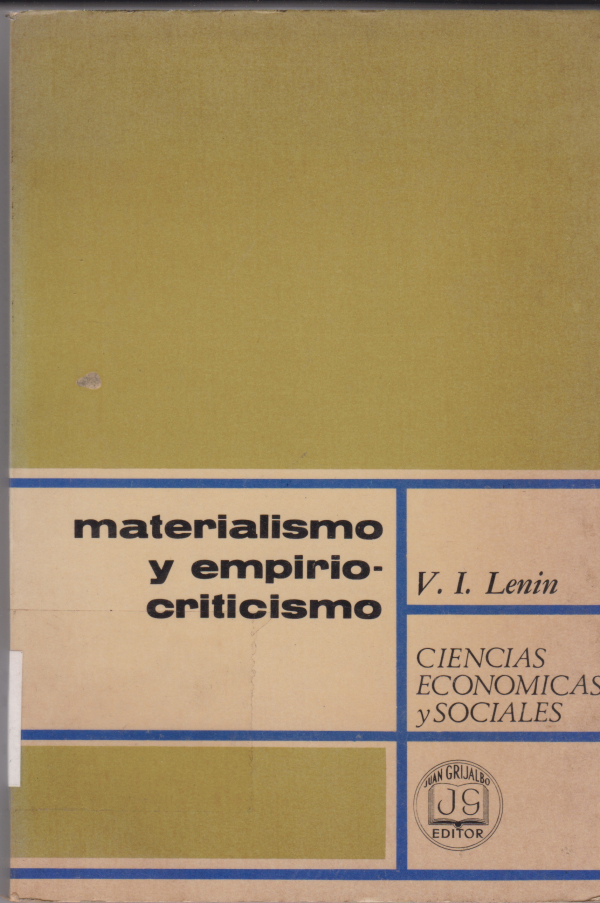 materialismo
y empirio-
criticismo
V. I. Lenin
CIENCIAS
ECONOMICAS
y SOCIALES
JUAN GRIJALBO
JG
EDITOR